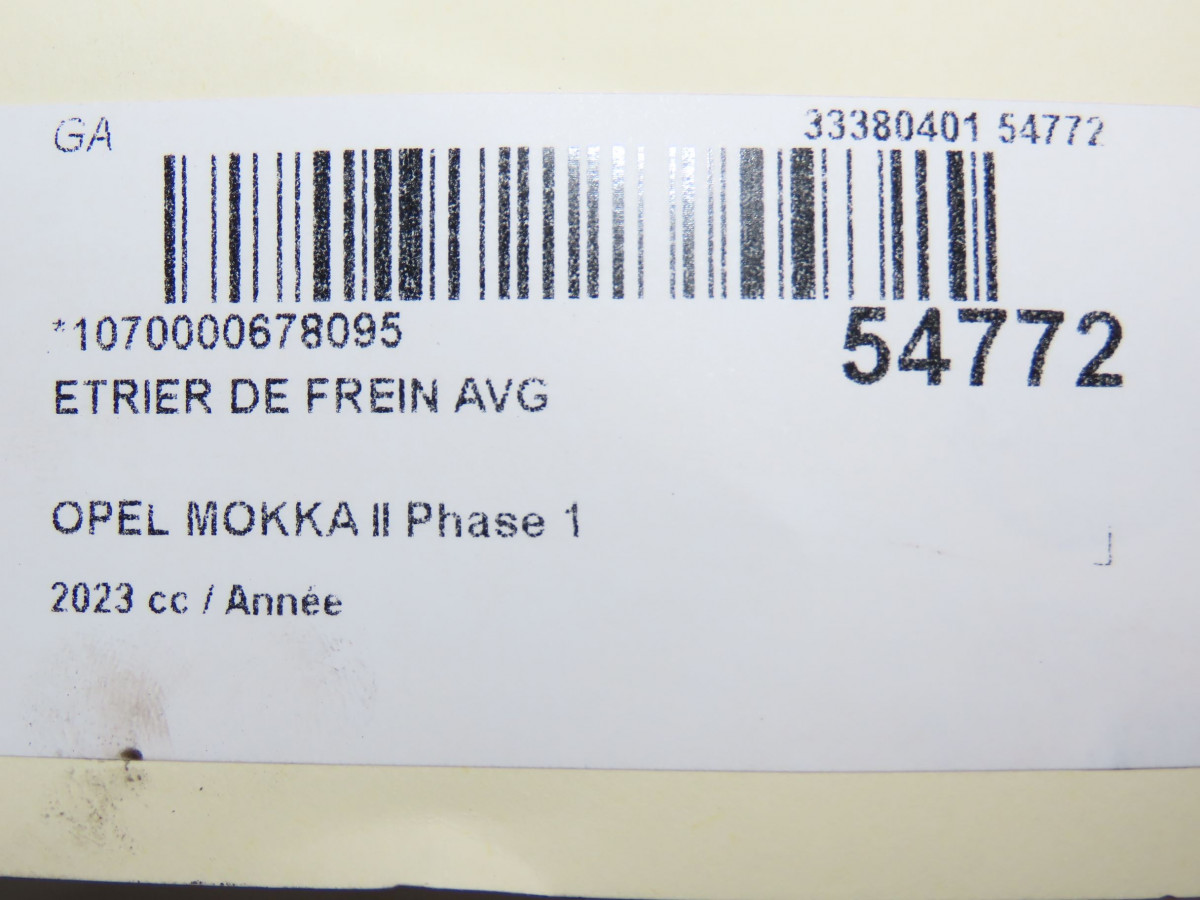 GA
33380401 54772
*1070000678095
54772
ETRIER DE FREIN AVG
OPEL MOKKA II Phase 1
2023 cc / Année